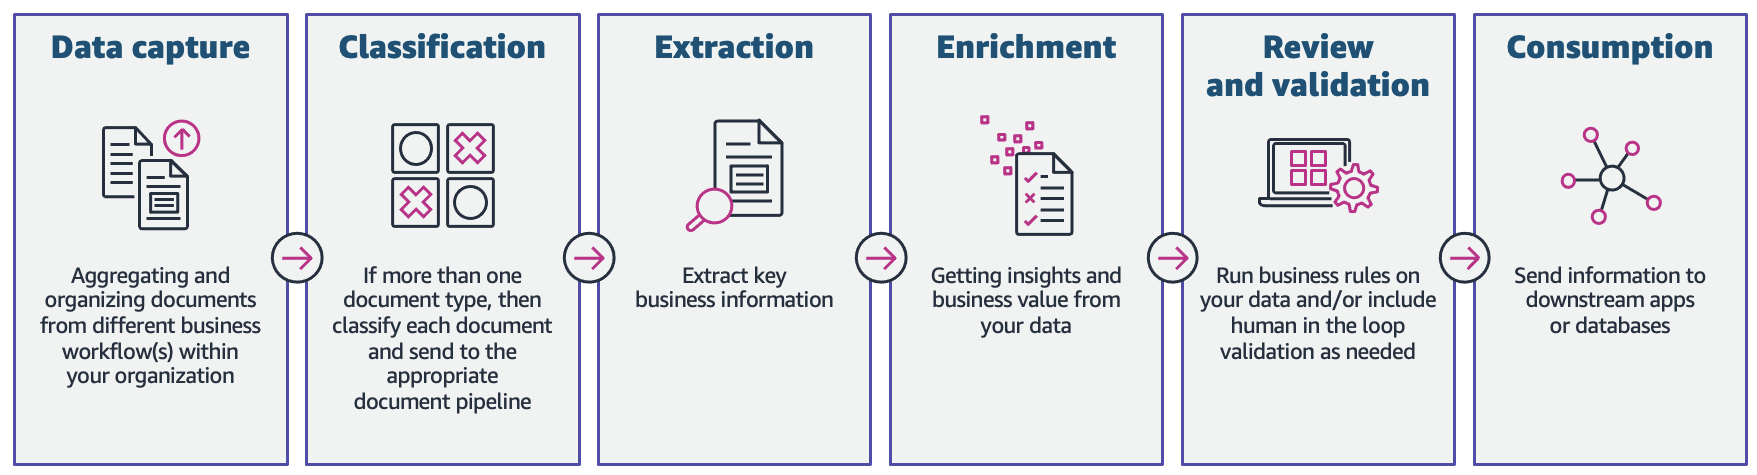 Data capture
Aggregating and
organizing documents
from different business
workflow(s) within
your organization
Classification
If more than one
document type, then
classify each document
and send to the
appropriate
document pipeline
Extraction
Extract key
business information
Enrichment
Getting insights and
business value from
your data
Review
and validation
Run business rules on
your data and/or include
human in the loop
validation as needed
Consumption
Send information to
downstream apps
or databases